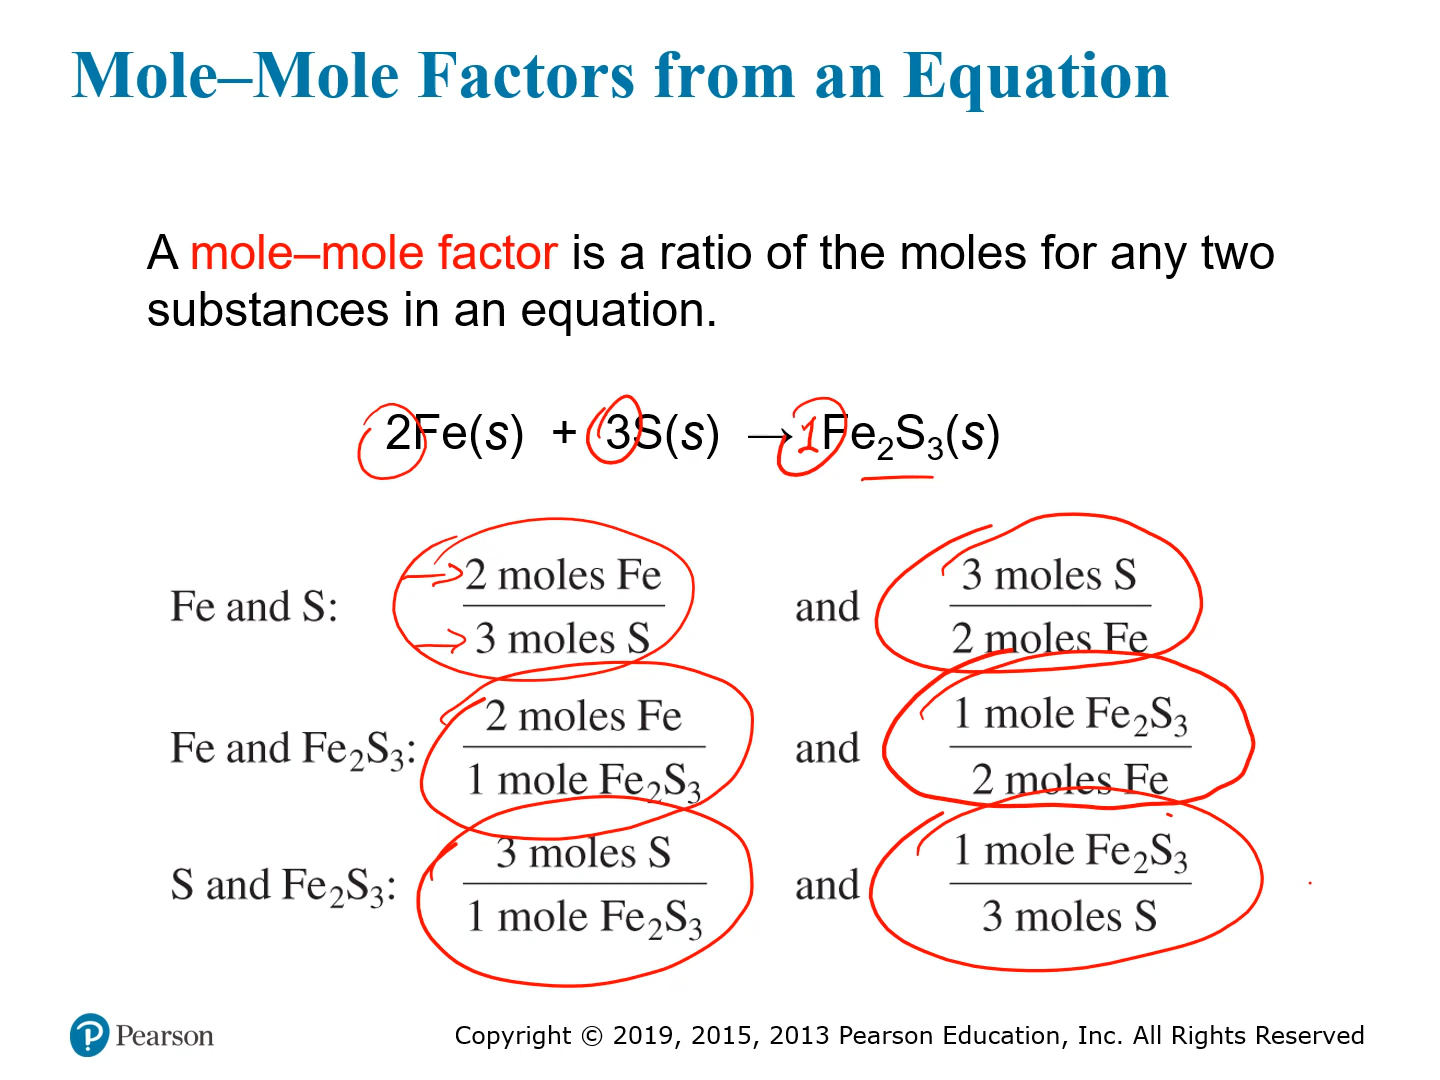 Mole–Mole Factors from an Equation
A mole–mole factor is a ratio of the moles for any two
substances in an equation.
2Fe(s) + 3S(s) → 1 Fe₂S₃(s)
Fe and S: 2 moles Fe / 3 moles S and 3 moles S / 2 moles Fe
Fe and Fe₂S₃: 2 moles Fe / 1 mole Fe₂S₃ and 1 mole Fe₂S₃ / 2 moles Fe
S and Fe₂S₃: 3 moles S / 1 mole Fe₂S₃ and 1 mole Fe₂S₃ / 3 moles S
P Pearson
Copyright © 2019, 2015, 2013 Pearson Education, Inc. All Rights Reserved